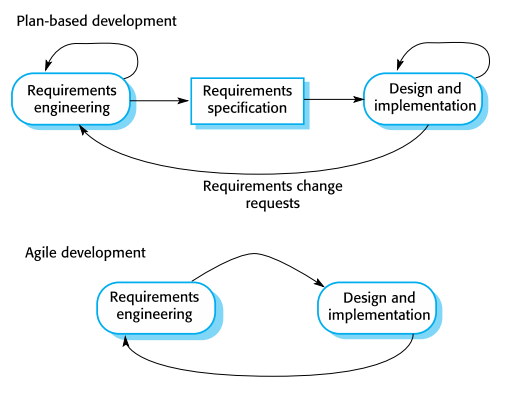 Plan-based development
Requirements
engineering
Requirements
specification
Design and
implementation
Requirements change
requests
Agile development
Requirements
engineering
Design and
implementation